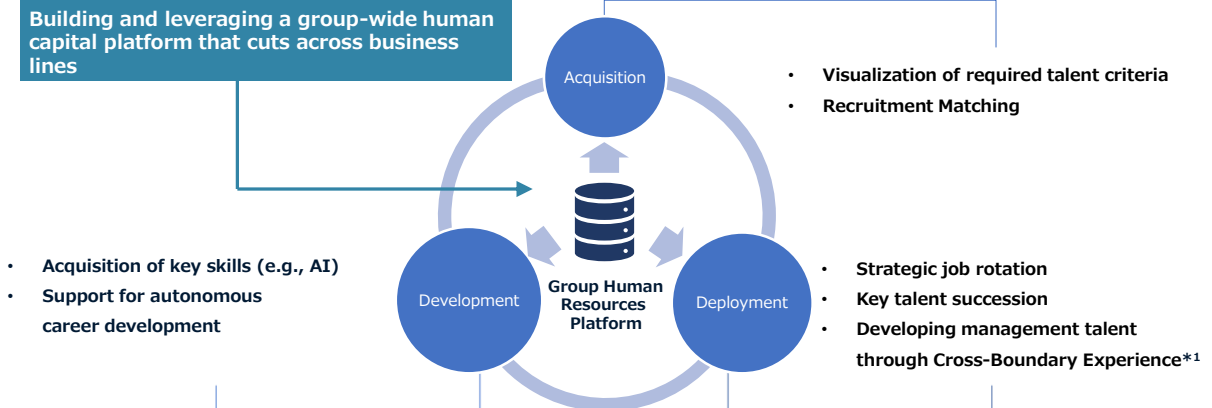 Building and leveraging a group-wide human
capital platform that cuts across business
lines
Acquisition
• Visualization of required talent criteria
• Recruitment Matching
• Acquisition of key skills (e.g., AI)
• Support for autonomous
career development
Development
Group Human
Resources
Platform
Deployment
• Strategic job rotation
• Key talent succession
• Developing management talent
through Cross-Boundary Experience*1